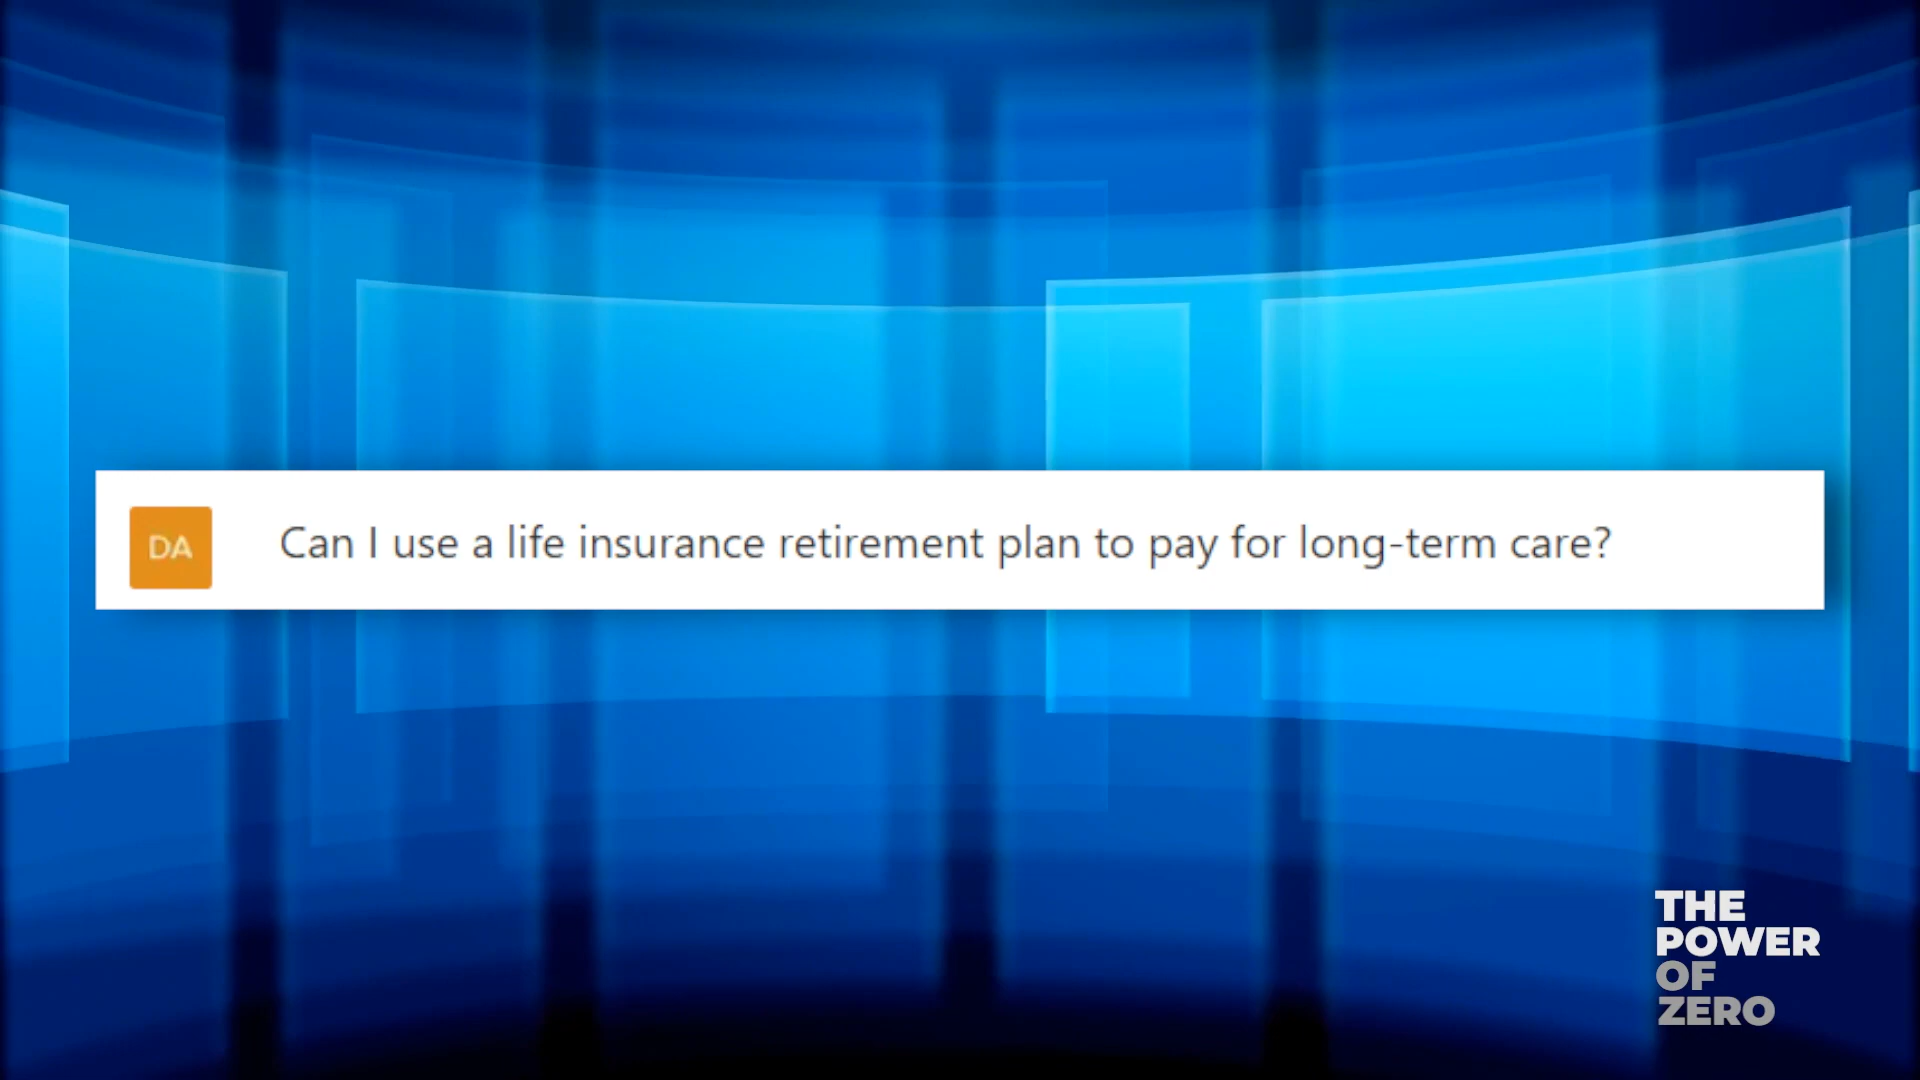 DA
Can I use a life insurance retirement plan to pay for long-term care?
THE
POWER
OF
ZERO